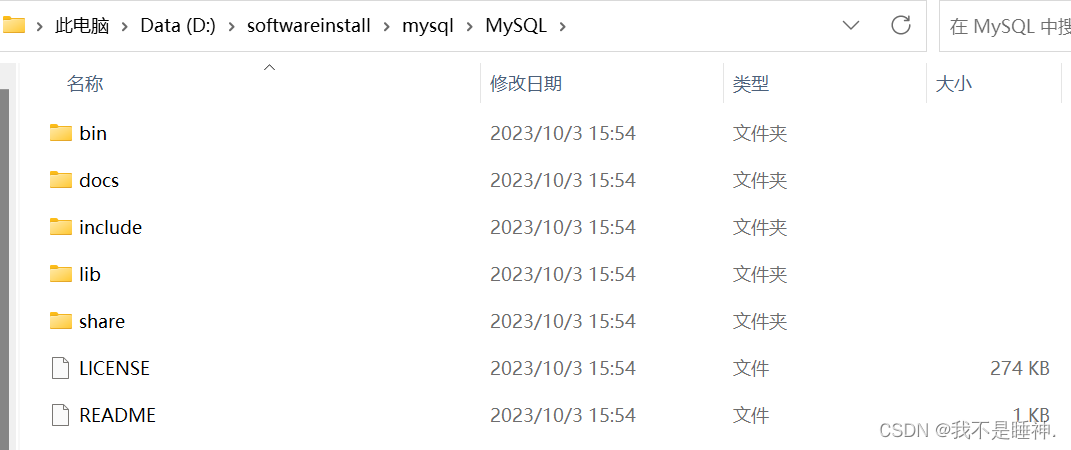 此电脑 Data (D:) softwareinstall mysql MySQL 在 MySQL 中搜
名称 修改日期 类型 大小
bin 2023/10/3 15:54 文件夹
docs 2023/10/3 15:54 文件夹
include 2023/10/3 15:54 文件夹
lib 2023/10/3 15:54 文件夹
share 2023/10/3 15:54 文件夹
LICENSE 2023/10/3 15:54 文件 274 KB
README 2023/10/3 15:54 文件 1 KB
CSDN @我不是睡神.